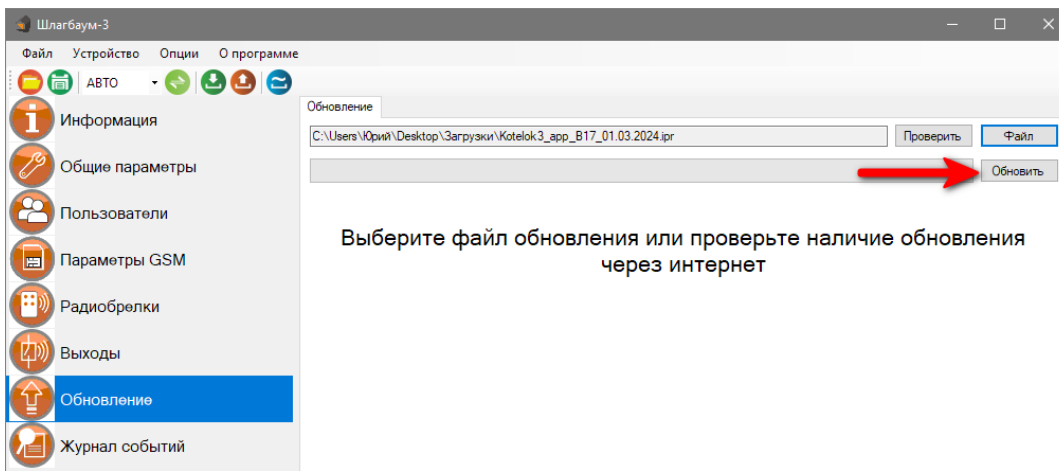 Шлагбаум-3
Файл Устройство Опции О программе
АВТО
Информация
Общие параметры
Пользователи
Параметры GSM
Радиобрелки
Выходы
Обновление
Журнал событий
Обновление
C:\Users\Юрий\Desktop\Загрузки\Kotelok3_app_B17_01.03.2024.ipr Проверить Файл
Обновить
Выберите файл обновления или проверьте наличие обновления
через интернет